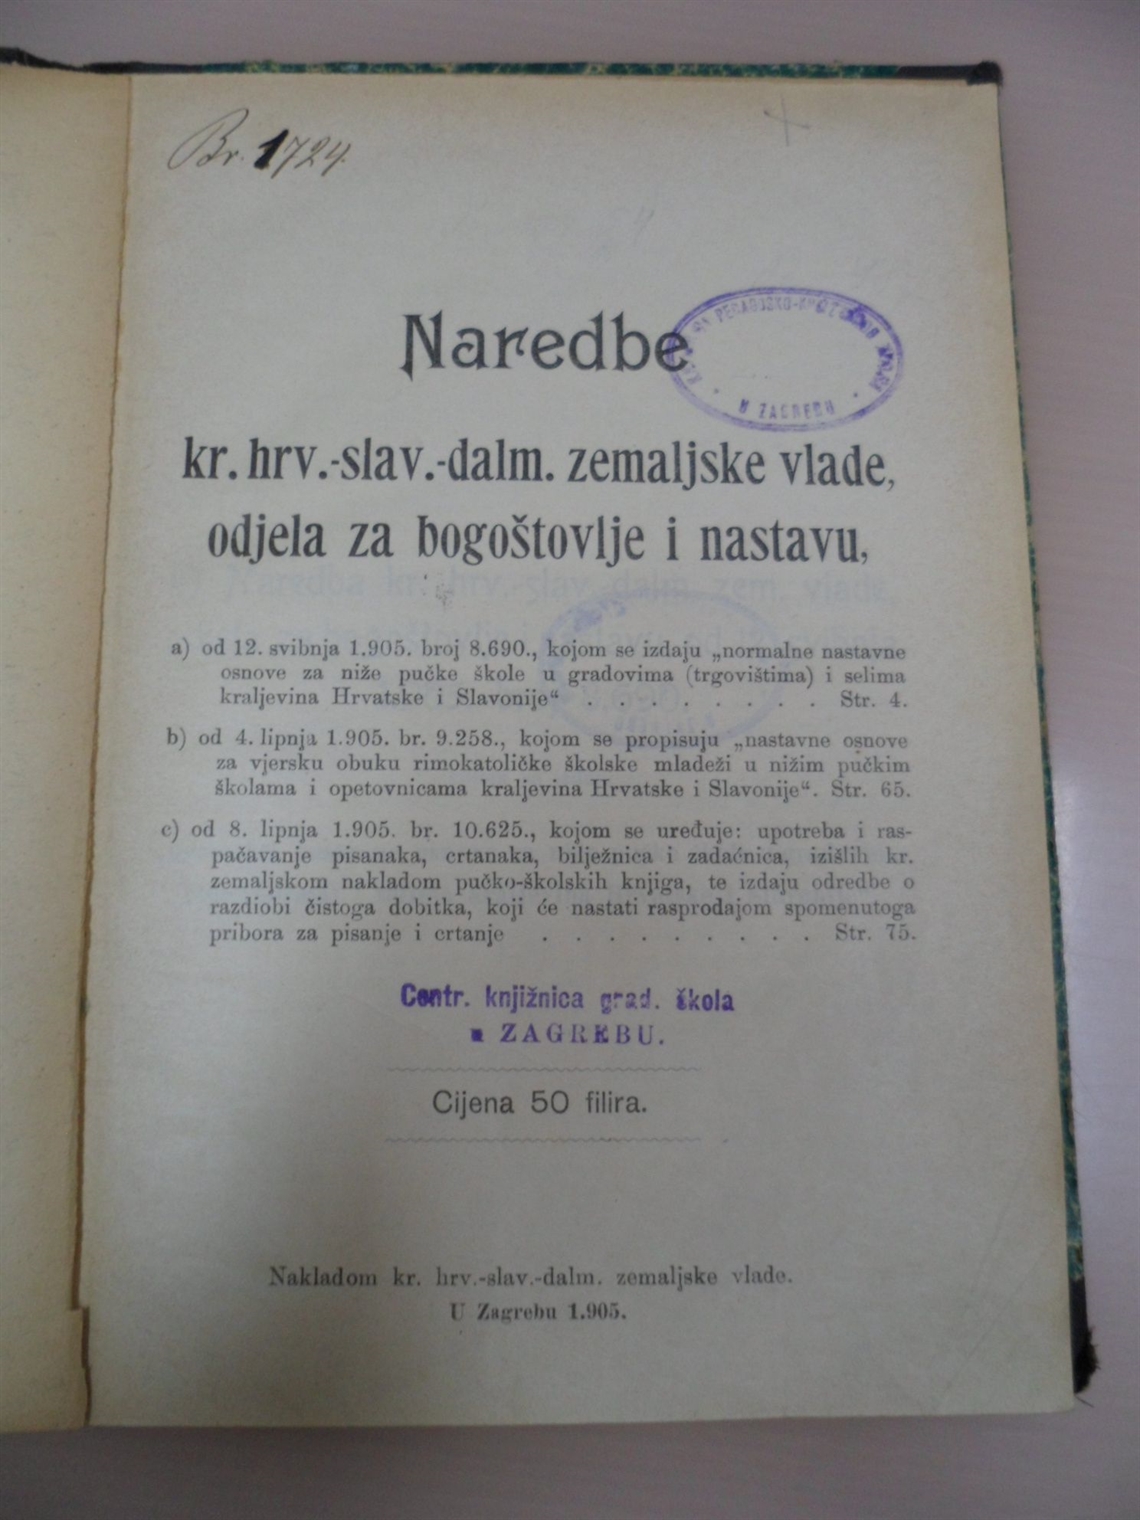 Br. 1724.
Naredbe
U ZAGREBU
kr. hrv.-slav.-dalm. zemaljske vlade,
odjela za bogoštovlje i nastavu,
a) od 12. svibnja 1.905. broj 8.690., kojom se izdaju „normalne nastavne
osnove za niže pučke škole u gradovima (trgovištima) i selima
kraljevina Hrvatske i Slavonije“ . . . . . . . . Str. 4.
b) od 4. lipnja 1.905. br. 9.258., kojom se propisuju „nastavne osnove
za vjersku obuku rimokatoličke školske mladeži u nižim pučkim
školama i opetovnicama kraljevina Hrvatske i Slavonije“. Str. 65.
c) od 8. lipnja 1.905. br. 10.625., kojom se uređuje: upotreba i ras-
pačavanje pisanaka, crtanaka, bilježnica i zadaćnica, izišlih kr.
zemaljskom nakladom pučko-školskih knjiga, te izdaju odredbe o
razdiobi čistoga dobitka, koji će nastati rasprodajom spomenutoga
pribora za pisanje i crtanje . . . . . . . . . Str. 75.
Centr. knjižnica grad. škola
u ZAGREBU.
Cijena 50 filira.
Nakladom kr. hrv.-slav.-dalm. zemaljske vlade.
U Zagrebu 1.905.